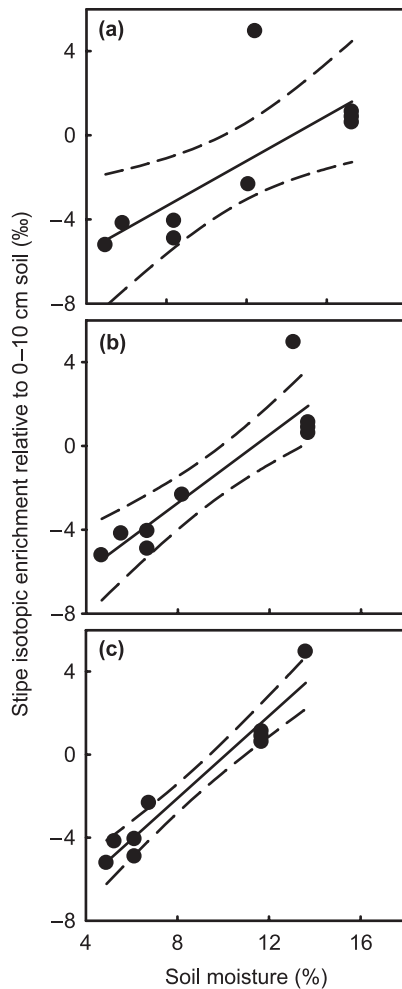 Stipe isotopic enrichment relative to 0–10 cm soil (‰)
(a)
4
0
−4
−8
(b)
4
0
−4
−8
(c)
4
0
−4
−8
4 8 12 16
Soil moisture (%)